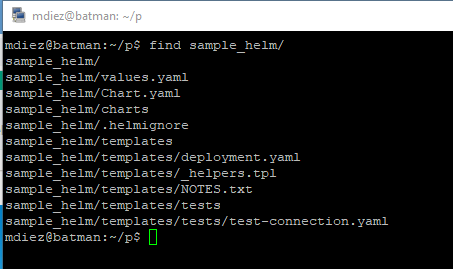 mdiez@batman: ~/p
mdiez@batman:~/p$ find sample_helm/
sample_helm/
sample_helm/values.yaml
sample_helm/Chart.yaml
sample_helm/charts
sample_helm/.helmignore
sample_helm/templates
sample_helm/templates/deployment.yaml
sample_helm/templates/_helpers.tpl
sample_helm/templates/NOTES.txt
sample_helm/templates/tests
sample_helm/templates/tests/test-connection.yaml
mdiez@batman:~/p$